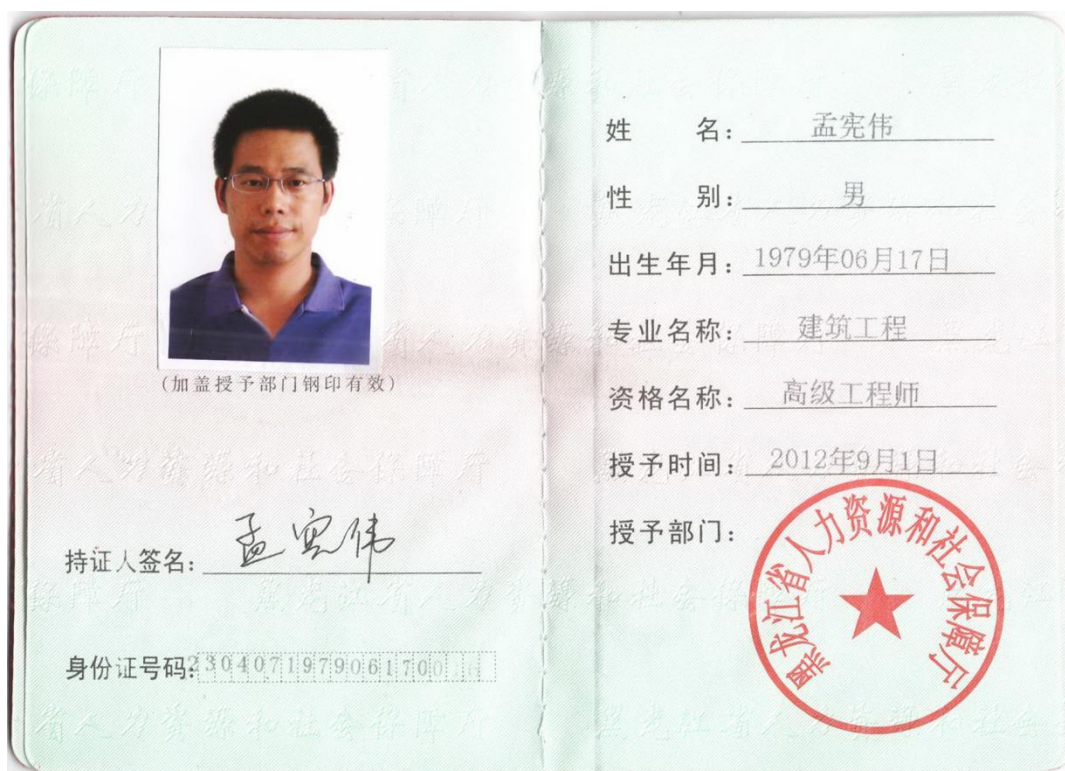 (加盖授予部门钢印有效)
持证人签名: 孟宪伟
身份证号码:
姓 名: 孟宪伟
性 别: 男
出生年月: 1979年06月17日
专业名称: 建筑工程
资格名称: 高级工程师
授予时间: 2012年9月1日
授予部门:
黑龙江省人力资源和社会保障厅